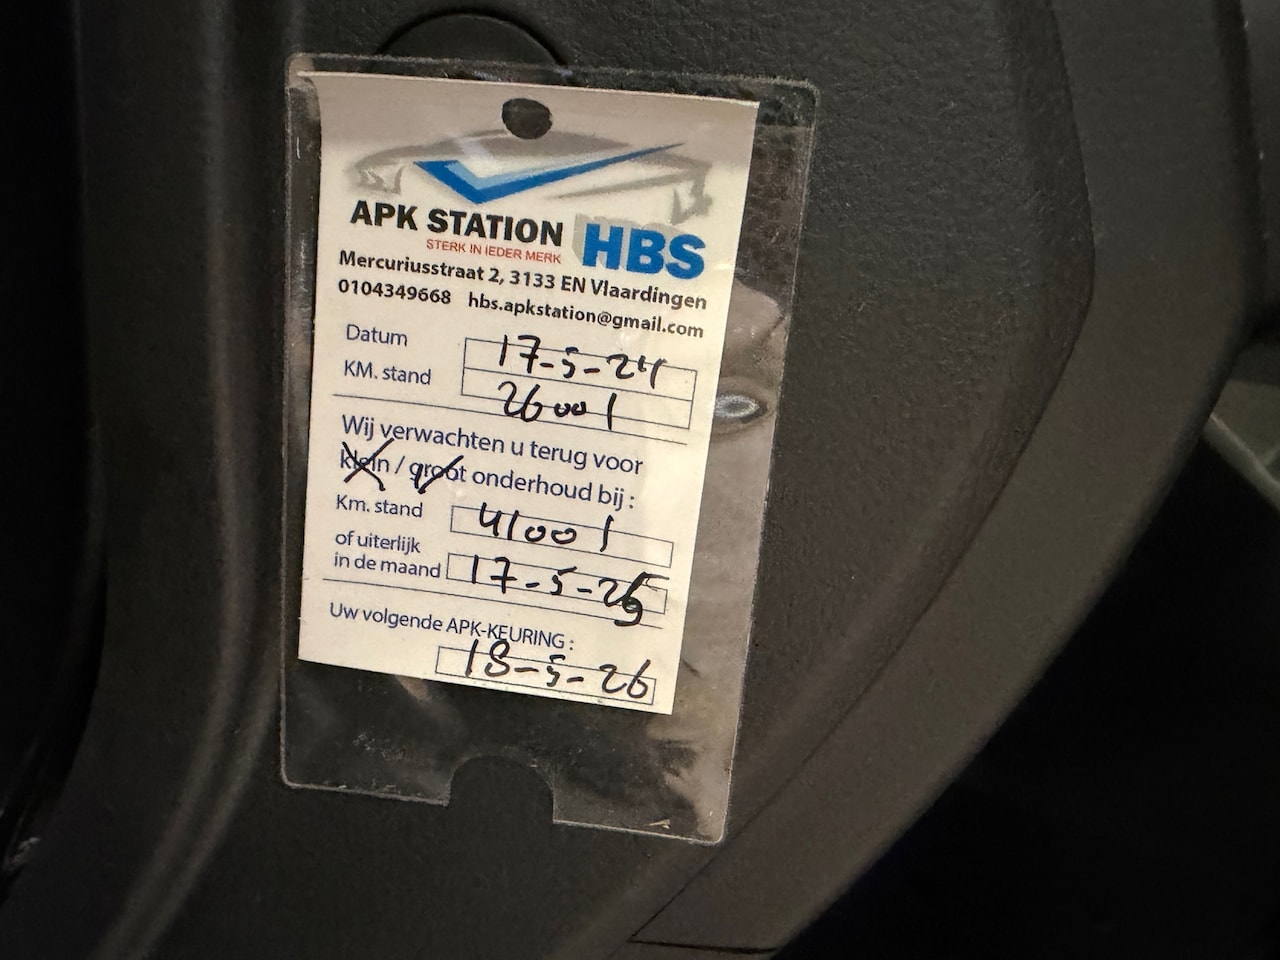 APK STATION HBS
STERK IN IEDER MERK
Mercuriusstraat 2, 3133 EN Vlaardingen
0104349668 hbs.apkstation@gmail.com
Datum 17-5-24
KM. stand 26001
Wij verwachten u terug voor
klein / groot onderhoud bij :
Km. stand 41001
of uiterlijk
in de maand 17-5-25
Uw volgende APK-KEURING :
18-5-26